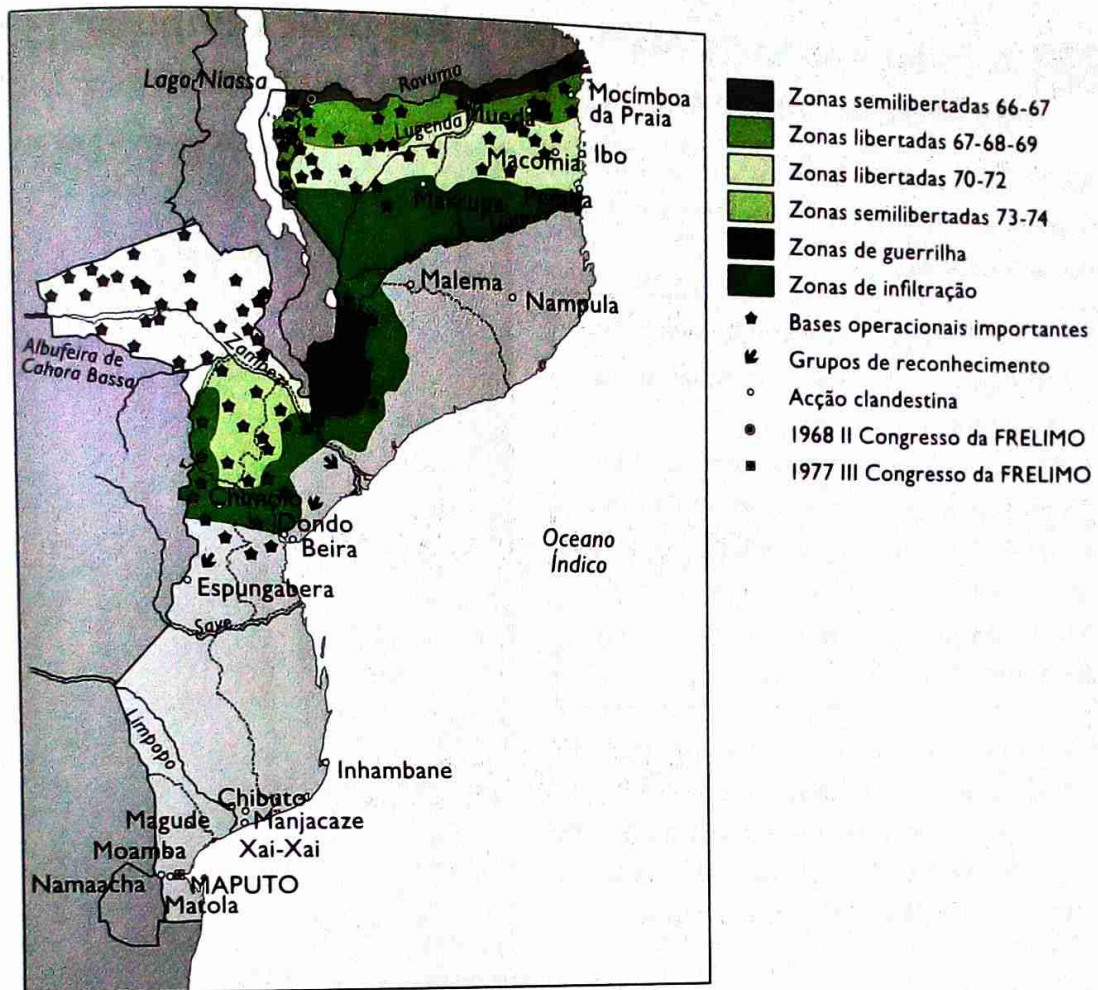 Lago Niassa
Rovuma
Mueda
Lugenda
Macomia
Ibo
Mocímboa
da Praia
Malema
Nampula
Albufeira de
Cahora Bassa
Chimoio
Dondo
Beira
Espungabera
Save
Oceano
Índico
Limpopo
Inhambane
Chibuto
Magude
Manjacaze
Moamba
Xai-Xai
Namaacha
MAPUTO
Matola
Zonas semilibertadas 66-67
Zonas libertadas 67-68-69
Zonas libertadas 70-72
Zonas semilibertadas 73-74
Zonas de guerrilha
Zonas de infiltração
Bases operacionais importantes
Grupos de reconhecimento
Acção clandestina
1968 II Congresso da FRELIMO
1977 III Congresso da FRELIMO